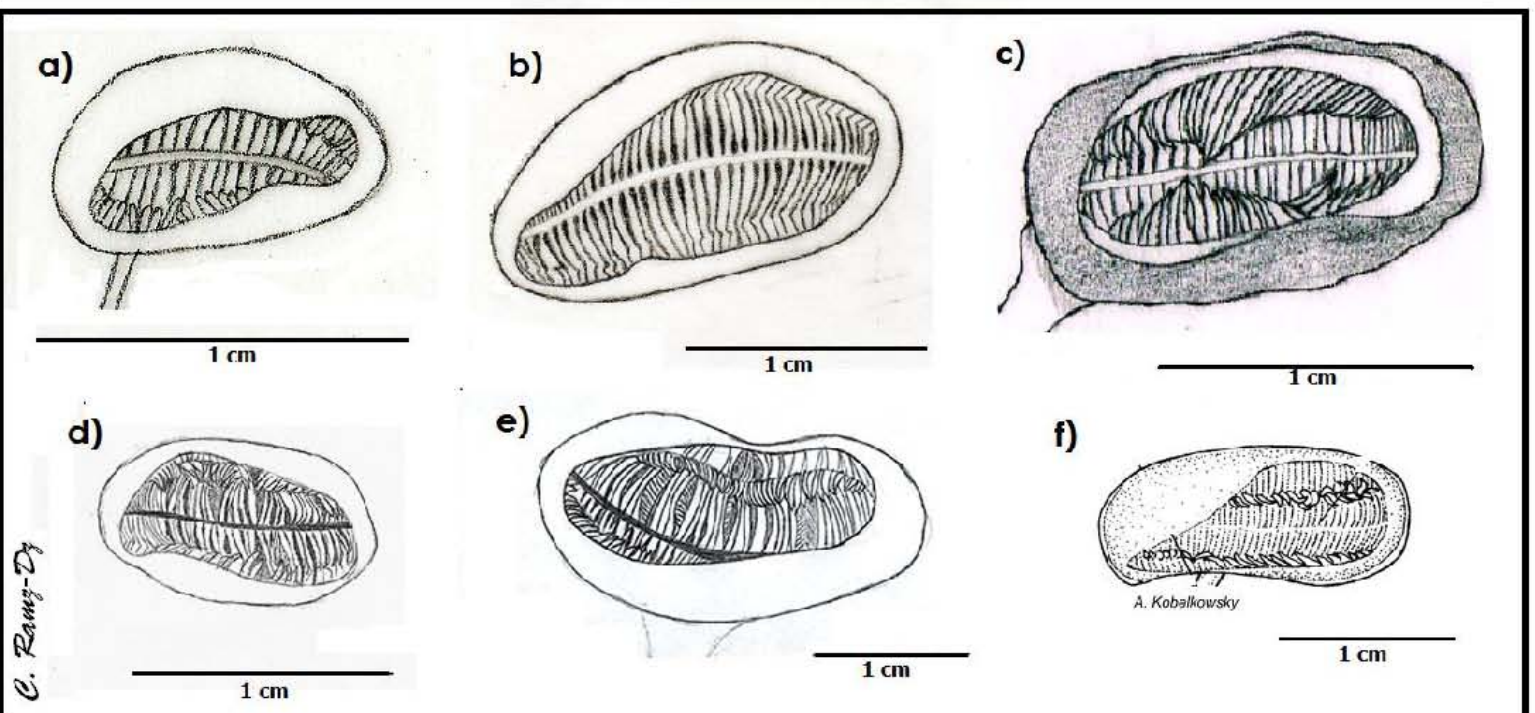 a)
b)
c)
1 cm
1 cm
1 cm
d)
e)
f)
A. Kobelkowsky
1 cm
1 cm
1 cm
C. Ramz-Dz